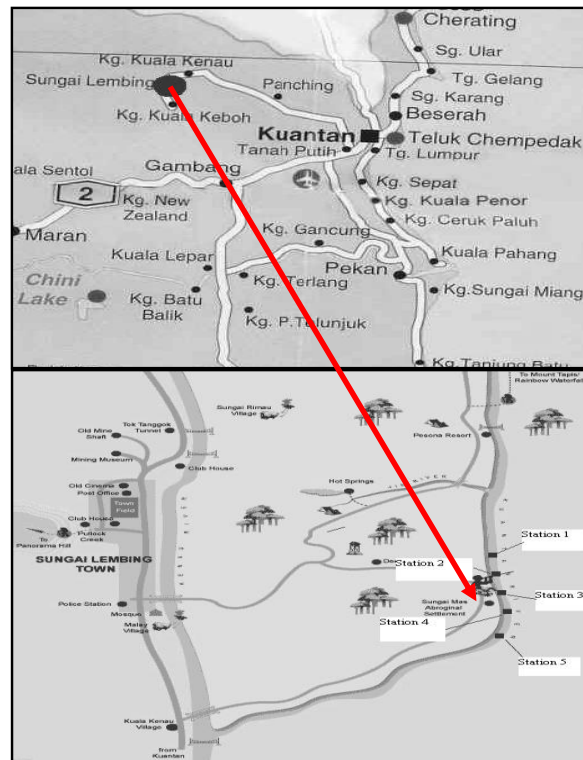 Cherating
Sg. Ular
Kg. Kuala Kenau
Sungai Lembing
Panching
Tg. Gelang
Sg. Karang
Beserah
Kg. Kuala Keboh
Kuantan
Teluk Chempedak
Tanah Putih
Tg. Lumpur
Gambang
ala Sentol
2
Kg. New
Zealand
Kg. Sepat
Kg. Kuala Penor
Kg. Ceruk Paluh
Maran
Kg. Gancung
Kuala Lepar
Kuala Pahang
Pekan
Chini
Lake
Kg. Terlang
Kg. Batu
Balik
Kg.Sungai Miang
Kg. P.Tulunjuk
Kg.Tanjung Batu
To Mount Tapis/
Rainbow Waterfall
Sungai Rimau
Village
Tok Tanggok
Tunnel
Old Mine
Shaft
Pesona Resort
Mining Museum
Club House
Hot Springs
Old Cinema
Post Office
Town
Field
Club House
To
Panorama Hill
SUNGAI LEMBING
TOWN
Station 1
Station 2
Police Station
Sungai Mas
Aboriginal
Settlement
Station 3
Mosque
Malay
Village
Station 4
Station 5
Kuala Kenau
Village
from
Kuantan